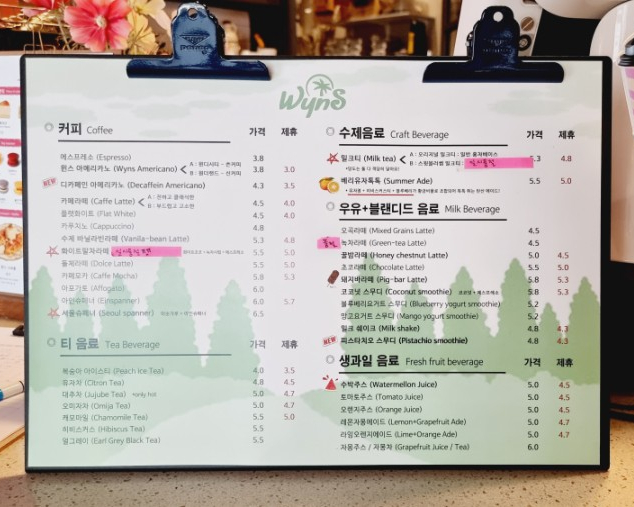 Wyns
커피 Coffee 가격 제휴
에스프레소 (Espresso) 3.8
윈스 아메리카노 (Wyns Americano) 3.8 3.0
NEW 디카페인 아메리카노 (Decaffein Americano) 4.3 3.5
카페라떼 (Caffe Latte) 4.5 4.0
플랫화이트 (Flat White) 4.5 4.0
카푸치노 (Cappuccino) 4.8
수제 바닐라빈라떼 (Vanilla-bean Latte) 5.3 4.8
화이트밀자라떼 5.5 5.0
돌체라떼 (Dolce Latte) 5.5 5.0
카페모카 (Caffe Mocha) 5.8 5.3
아포가토 (Affogato) 6.0
아인슈페너 (Einspanner) 6.0 5.7
서울슈페너 (Seoul spanner) 6.5
티 음료 Tea Beverage 가격 제휴
복숭아 아이스티 (Peach Ice Tea) 4.0 3.5
유자차 (Citron Tea) 4.8 4.5
대추차 (Jujube Tea) *only hot 5.0 4.7
오미자차 (Omija Tea) 5.0 4.7
캐모마일 (Chamomile Tea) 5.5 5.0
히비스커스 (Hibiscus Tea) 5.5
얼그레이 (Earl Grey Black Tea) 5.5
수제음료 Craft Beverage 가격 제휴
밀크티 (Milk tea) 5.3 4.8
베리유자톡톡 (Summer Ade) 5.5 5.0
우유+블랜디드 음료 Milk Beverage
오곡라떼 (Mixed Grains Latte) 4.5
녹차라떼 (Green-tea Latte) 4.5
꿀밤라떼 (Honey chestnut Latte) 5.0 4.5
초코라떼 (Chocolate Latte) 5.5 5.0
돼지바라떼 (Pig-bar Latte) 5.8 5.3
코코넛 스무디 (Coconut smoothie) 5.8 5.3
블루베리요거트 스무디 (Blueberry yogurt smoothie) 5.2
망고요거트 스무디 (Mango yogurt smoothie) 5.2
밀크 쉐이크 (Milk shake) 4.8 4.3
NEW 피스타치오 스무디 (Pistachio smoothie) 4.8 4.3
생과일 음료 Fresh fruit beverage 가격 제휴
수박주스 (Watermellon Juice) 5.0 4.5
토마토주스 (Tomato Juice) 5.0 4.5
오렌지주스 (Orange Juice) 5.0 4.5
레몬자몽에이드 (Lemon+Grapefruit Ade) 5.0 4.7
라임오렌지에이드 (Lime+Orange Ade) 5.0 4.7
자몽주스 / 자몽차 (Grapefruit Juice / Tea) 6.0